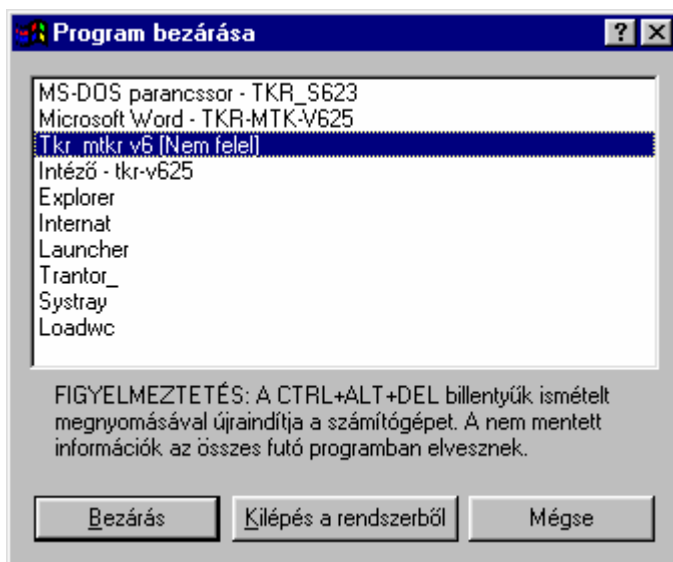 Program bezárása
MS-DOS parancssor - TKR_S623
Microsoft Word - TKR-MTK-V625
Tkr_mtkr v6 [Nem felel]
Intéző - tkr-v625
Explorer
Internat
Launcher
Trantor_
Systray
Loadwc
FIGYELMEZTETÉS: A CTRL+ALT+DEL billentyűk ismételt
megnyomásával újraindítja a számítógépet. A nem mentett
információk az összes futó programban elvesznek.
Bezárás
Kilépés a rendszerből
Mégse